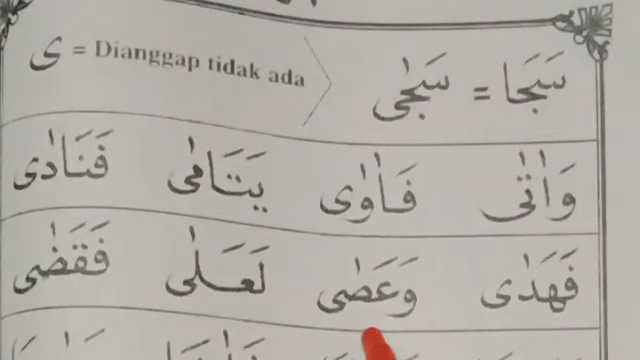 سَجَا = سَجٰى
ى = Dianggap tidak ada
وَاٰتٰى فَاٰوٰى يَتَامٰى فَنَادٰى
فَهَدٰى وَعَصٰى لَعَلٰى فَقَضٰى